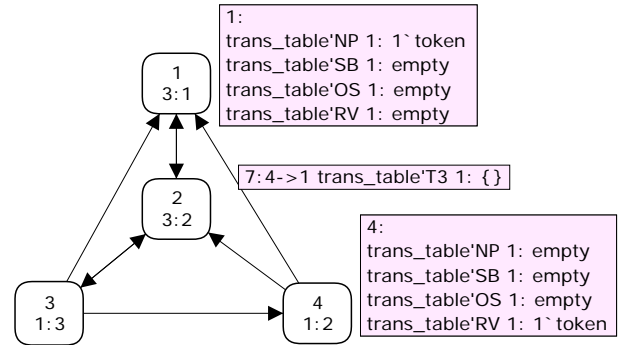 1:
trans_table'NP 1: 1`token
trans_table'SB 1: empty
trans_table'OS 1: empty
trans_table'RV 1: empty
1
3:1
7:4->1 trans_table'T3 1: {}
2
3:2
4:
trans_table'NP 1: empty
trans_table'SB 1: empty
trans_table'OS 1: empty
trans_table'RV 1: 1`token
3
1:3
4
1:2